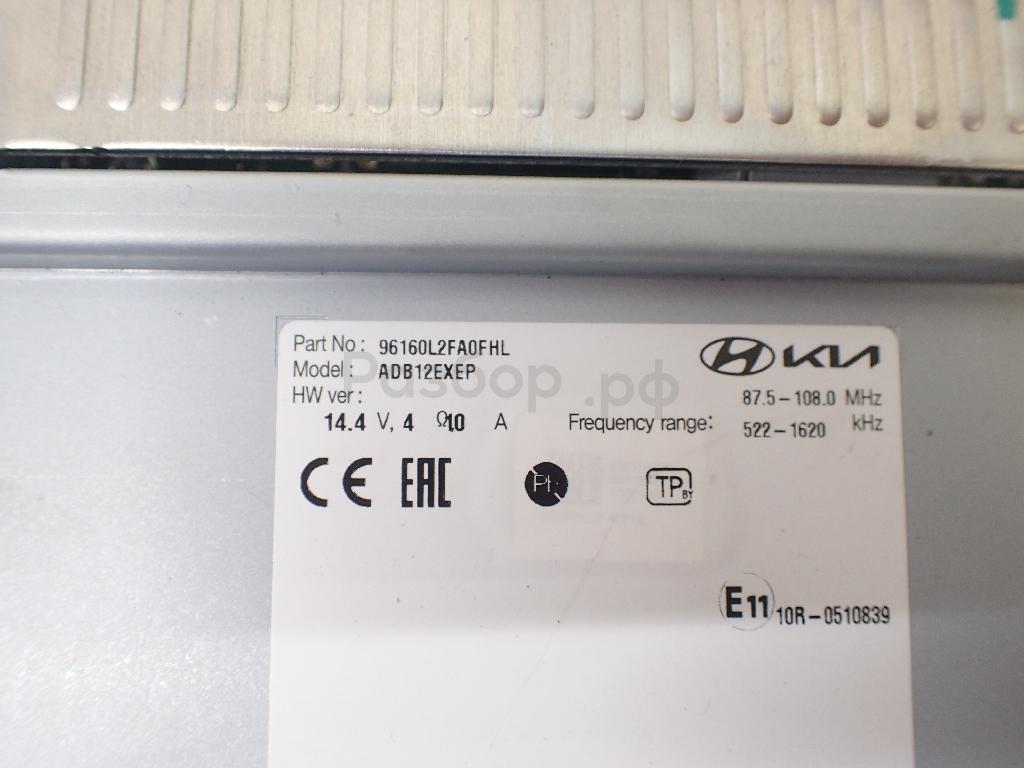 Part No : 96160L2FA0FHL
Model : ADB12EXEP
HW ver :
14.4 V, 4 Ω 10 A
KIA
87.5-108.0 MHz
Frequency range: 522-1620 kHz
CE EAC TP BY
E11 10R-0510839
Разбор.рф